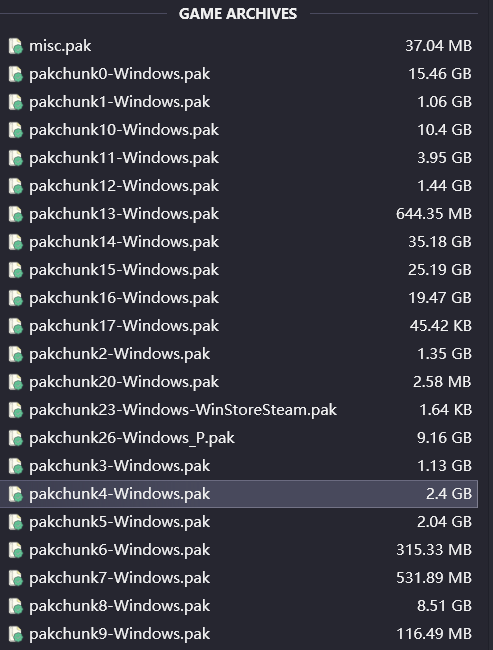 GAME ARCHIVES
misc.pak 37.04 MB
pakchunk0-Windows.pak 15.46 GB
pakchunk1-Windows.pak 1.06 GB
pakchunk10-Windows.pak 10.4 GB
pakchunk11-Windows.pak 3.95 GB
pakchunk12-Windows.pak 1.44 GB
pakchunk13-Windows.pak 644.35 MB
pakchunk14-Windows.pak 35.18 GB
pakchunk15-Windows.pak 25.19 GB
pakchunk16-Windows.pak 19.47 GB
pakchunk17-Windows.pak 45.42 KB
pakchunk2-Windows.pak 1.35 GB
pakchunk20-Windows.pak 2.58 MB
pakchunk23-Windows-WinStoreSteam.pak 1.64 KB
pakchunk26-Windows_P.pak 9.16 GB
pakchunk3-Windows.pak 1.13 GB
pakchunk4-Windows.pak 2.4 GB
pakchunk5-Windows.pak 2.04 GB
pakchunk6-Windows.pak 315.33 MB
pakchunk7-Windows.pak 531.89 MB
pakchunk8-Windows.pak 8.51 GB
pakchunk9-Windows.pak 116.49 MB